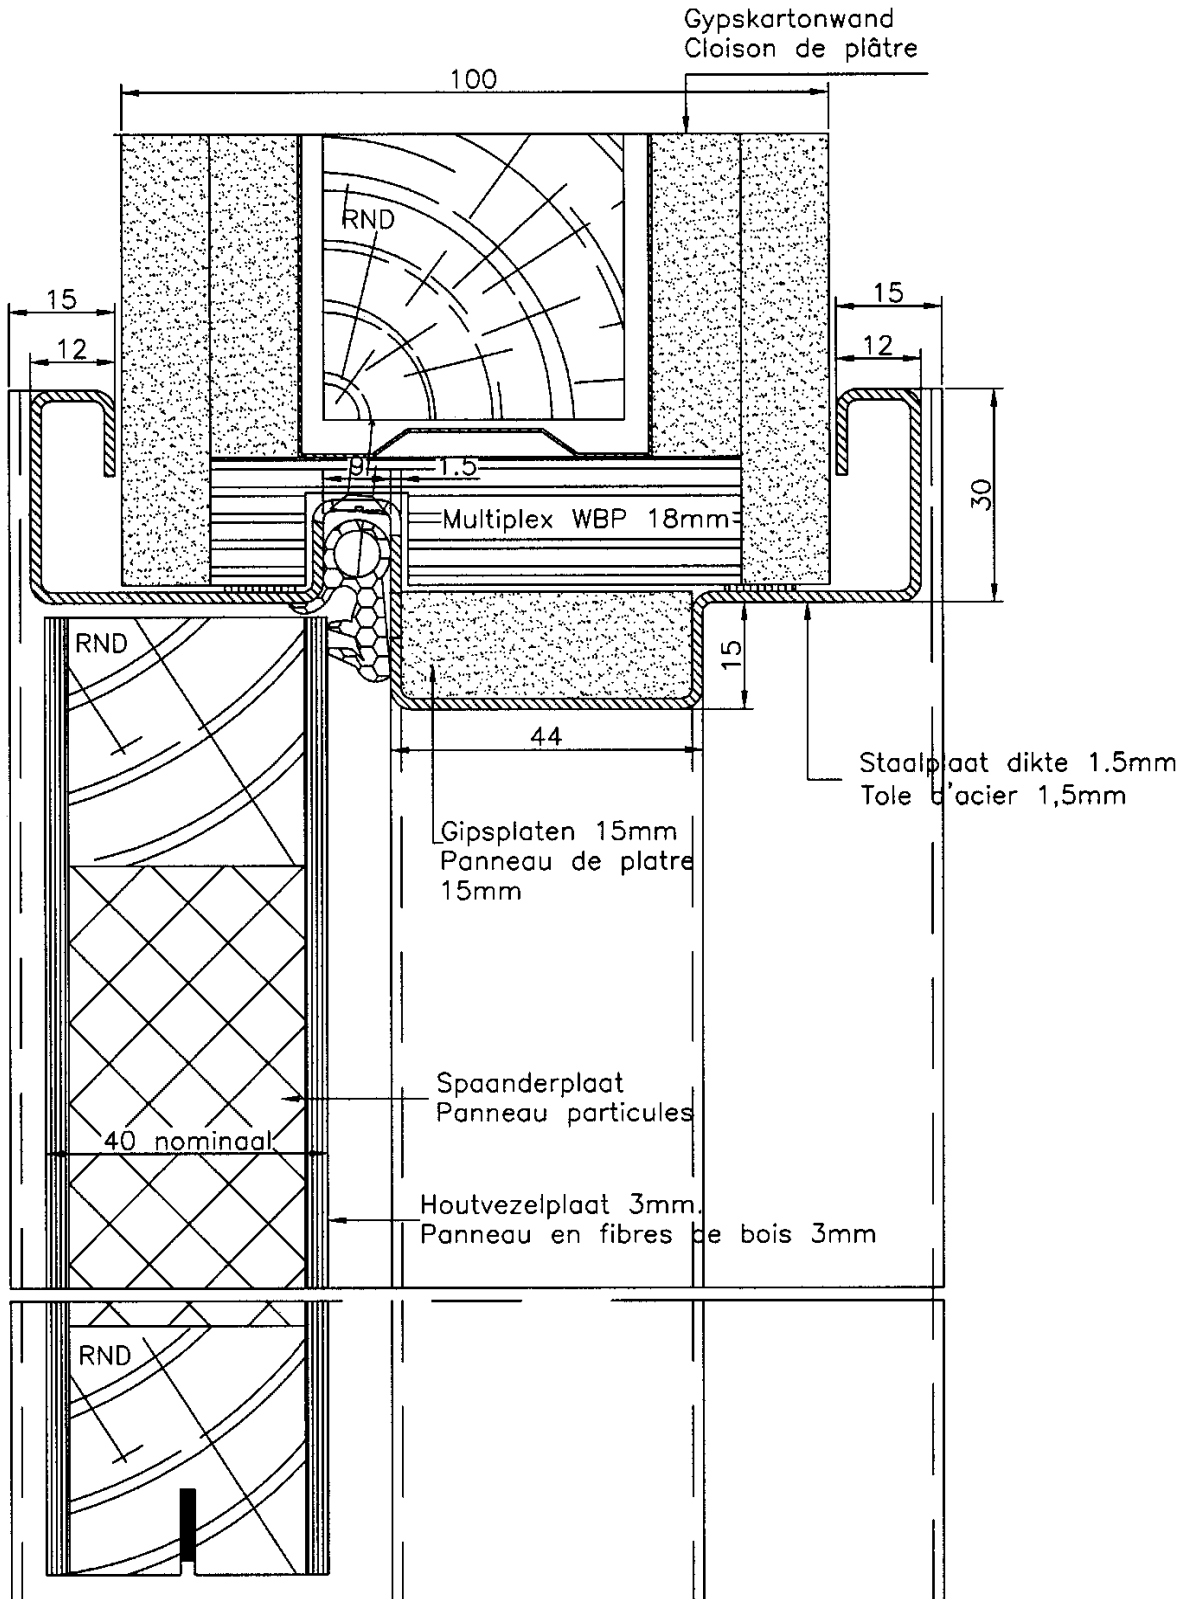 Gypskartonwand
Cloison de plâtre
100
RND
15
15
12
12
9
1.5
30
Multiplex WBP 18mm
RND
15
44
Staalplaat dikte 1.5mm
Tole d'acier 1,5mm
Gipsplaten 15mm
Panneau de platre
15mm
Spaanderplaat
Panneau particules
40 nominaal
Houtvezelplaat 3mm.
Panneau en fibres de bois 3mm
RND